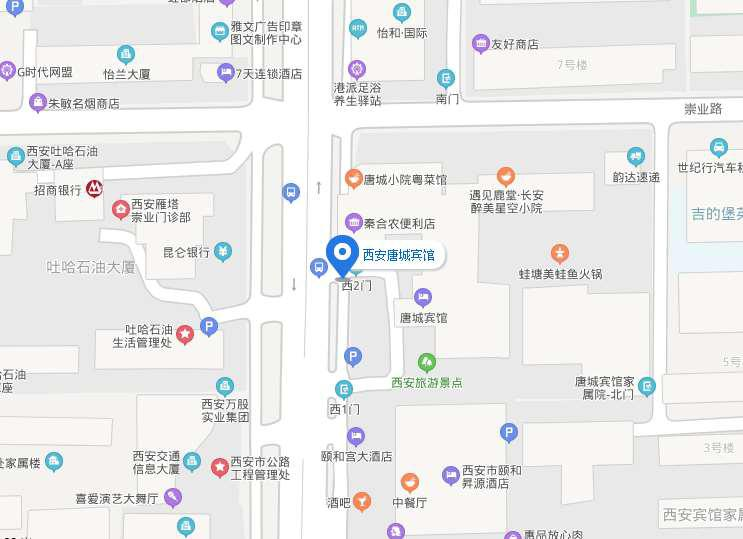 雅文广告印章
图文制作中心
怡和·国际
友好商店
7号楼
G时代网盟
怡兰大厦
7天连锁酒店
港派足浴
养生驿站
南门
朱敏名烟商店
崇业路
西安吐哈石油
大厦-A座
招商银行
西安雁塔
崇业门诊部
唐城小院粤菜馆
遇见鹿堂·长安
醉美星空小院
韵达速递
世纪行汽车租
吉的堡英
秦合农便利店
昆仑银行
西安唐城宾馆
吐哈石油大厦
西2门
蛙塘美蛙鱼火锅
唐城宾馆
吐哈石油
生活管理处
西安旅游景点
5号
唐城宾馆家
属院-北门
西安万股
实业集团
西1门
3号楼
颐和宫大酒店
西安交通
信息大厦
西安市公路
工程管理处
西安市颐和
昇源酒店
家属楼
喜爱演艺大舞厅
酒吧
中餐厅
西安宾馆家属院
惠品放心肉